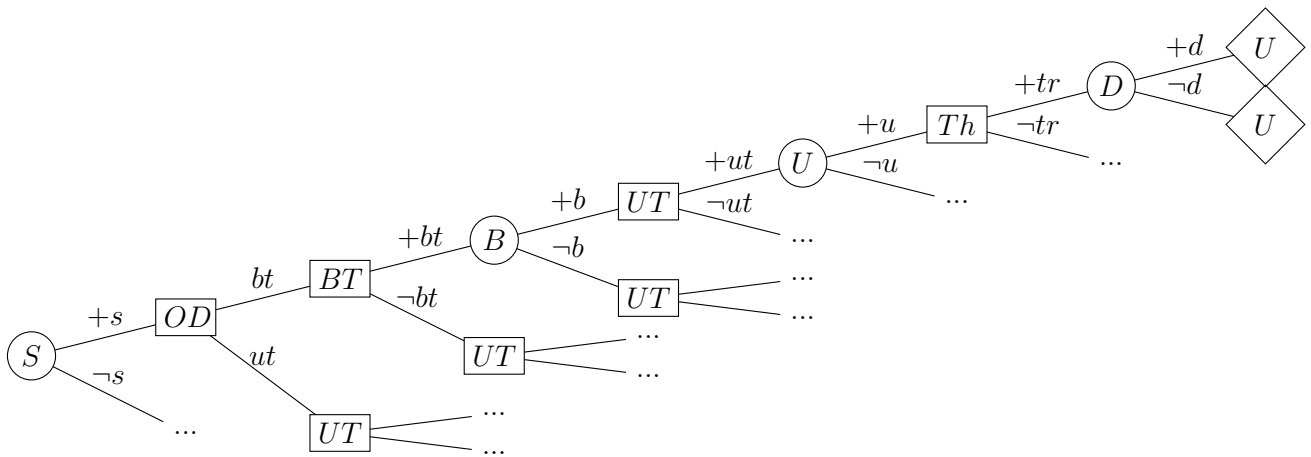 +d
U
+tr
D
¬d
+u
Th
¬tr
U
+ut
U
¬u
...
+b
UT
¬ut
...
+bt
B
¬b
...
bt
BT
¬bt
UT
...
...
+s
OD
...
S
ut
UT
...
¬s
...
...
UT
...